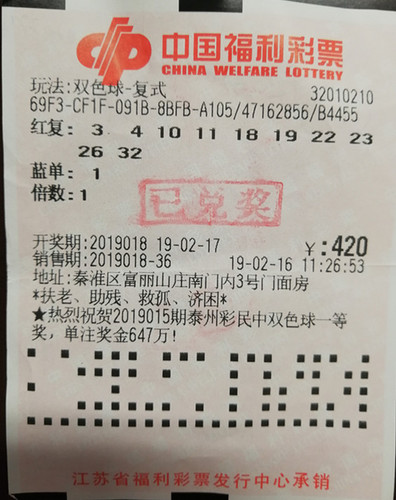 中国福利彩票
CHINA WELFARE LOTTERY
玩法:双色球-复式 32010210
69F3-CF1F-091B-8BFB-A105/47162856/B4455
红复: 3 4 10 11 18 19 22 23
26 32
蓝单: 1
倍数: 1
已兑奖
开奖期:2019018 19-02-17 ￥:420
销售期:2019018-36 19-02-16 11:26:53
地址:秦淮区富丽山庄南门内3号门面房
*扶老、助残、救孤、济困*
★热烈祝贺2019015期泰州彩民中双色球一等
奖，单注奖金647万!
江苏省福利彩票发行中心承销